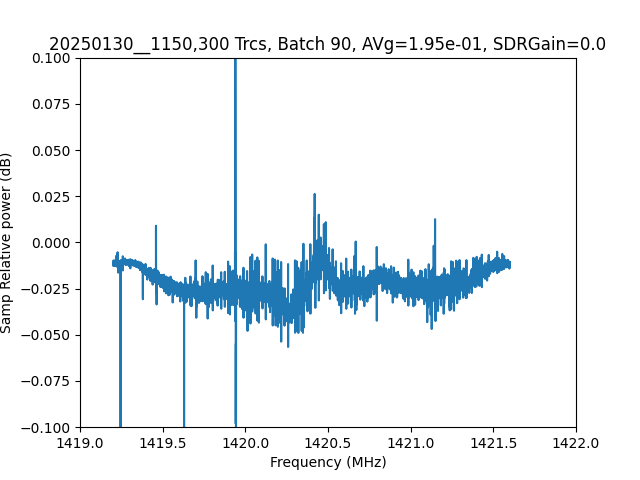 20250130__1150,300 Trcs, Batch 90, AVg=1.95e-01, SDRGain=0.0
0.100
0.075
0.050
0.025
0.000
−0.025
−0.050
−0.075
−0.100
Samp Relative power (dB)
1419.0 1419.5 1420.0 1420.5 1421.0 1421.5 1422.0
Frequency (MHz)